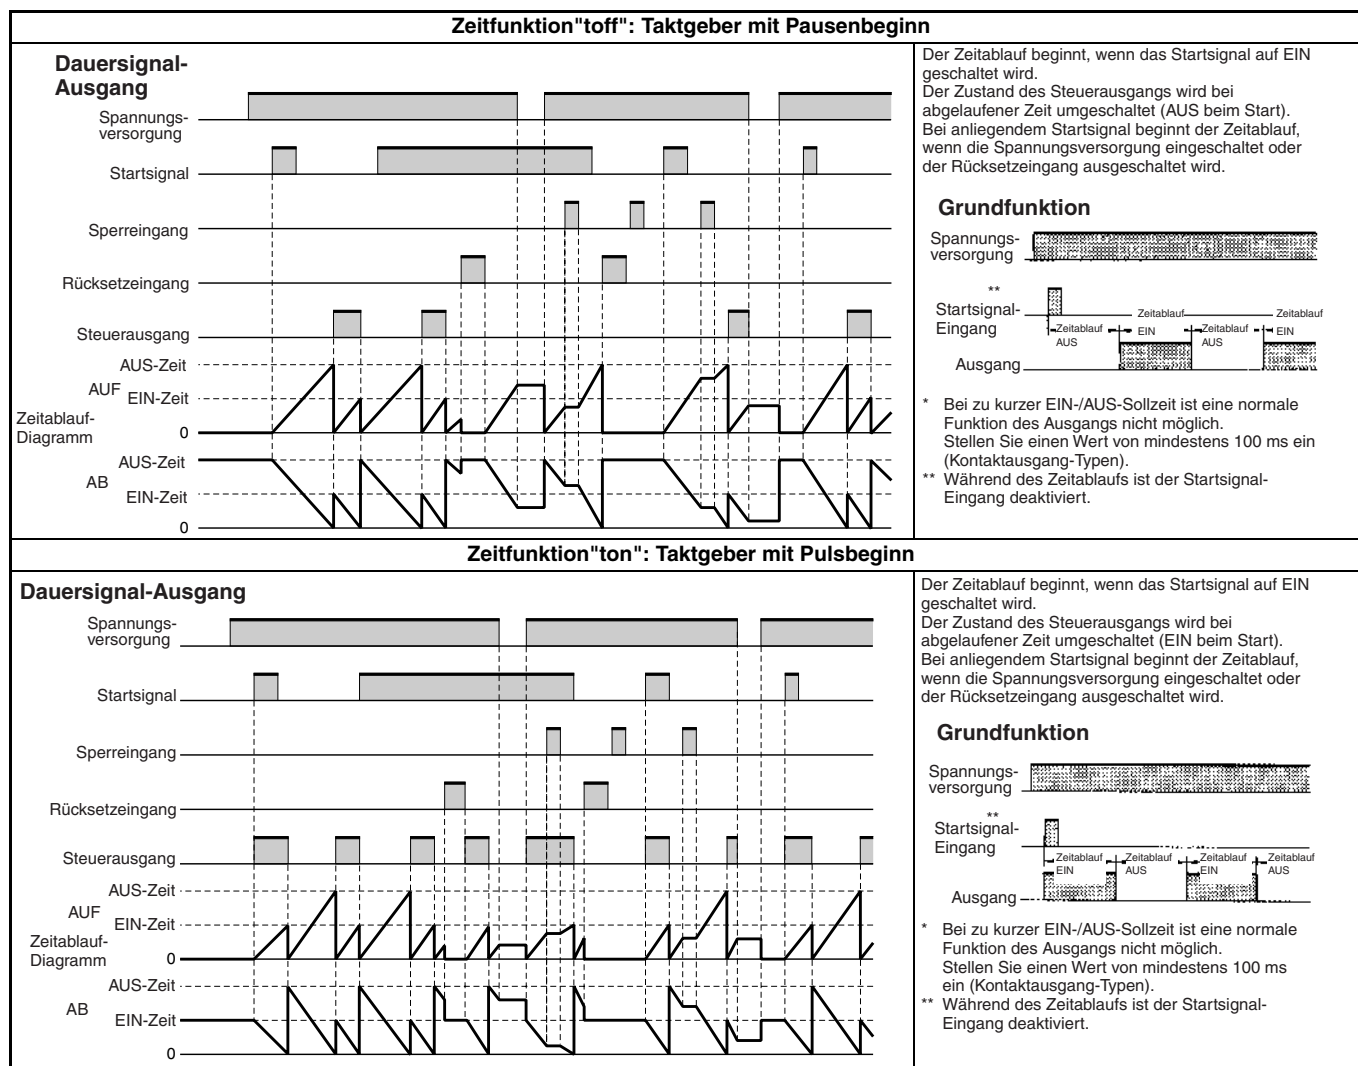 Zeitfunktion"toff": Taktgeber mit Pausenbeginn
Dauersignal-
Ausgang
Spannungs-
versorgung
Startsignal
Sperreingang
Rücksetzeingang
Steuerausgang
AUS-Zeit
AUF
EIN-Zeit
Zeitablauf-
Diagramm
0
AUS-Zeit
AB
EIN-Zeit
0
Der Zeitablauf beginnt, wenn das Startsignal auf EIN
geschaltet wird.
Der Zustand des Steuerausgangs wird bei
abgelaufener Zeit umgeschaltet (AUS beim Start).
Bei anliegendem Startsignal beginnt der Zeitablauf,
wenn die Spannungsversorgung eingeschaltet oder
der Rücksetzeingang ausgeschaltet wird.
Grundfunktion
Spannungs-
versorgung
**
Startsignal-
Eingang
Zeitablauf
AUS
Zeitablauf
EIN
Zeitablauf
AUS
Zeitablauf
EIN
Ausgang
* Bei zu kurzer EIN-/AUS-Sollzeit ist eine normale
Funktion des Ausgangs nicht möglich.
Stellen Sie einen Wert von mindestens 100 ms ein
(Kontaktausgang-Typen).
** Während des Zeitablaufs ist der Startsignal-
Eingang deaktiviert.
Zeitfunktion"ton": Taktgeber mit Pulsbeginn
Dauersignal-Ausgang
Spannungs-
versorgung
Startsignal
Sperreingang
Rücksetzeingang
Steuerausgang
AUS-Zeit
AUF
EIN-Zeit
Zeitablauf-
Diagramm
0
AUS-Zeit
AB
EIN-Zeit
0
Der Zeitablauf beginnt, wenn das Startsignal auf EIN
geschaltet wird.
Der Zustand des Steuerausgangs wird bei
abgelaufener Zeit umgeschaltet (EIN beim Start).
Bei anliegendem Startsignal beginnt der Zeitablauf,
wenn die Spannungsversorgung eingeschaltet oder
der Rücksetzeingang ausgeschaltet wird.
Grundfunktion
Spannungs-
versorgung
**
Startsignal-
Eingang
Zeitablauf
EIN
Zeitablauf
AUS
Zeitablauf
EIN
Zeitablauf
AUS
Ausgang
* Bei zu kurzer EIN-/AUS-Sollzeit ist eine normale
Funktion des Ausgangs nicht möglich.
Stellen Sie einen Wert von mindestens 100 ms
ein (Kontaktausgang-Typen).
** Während des Zeitablaufs ist der Startsignal-
Eingang deaktiviert.